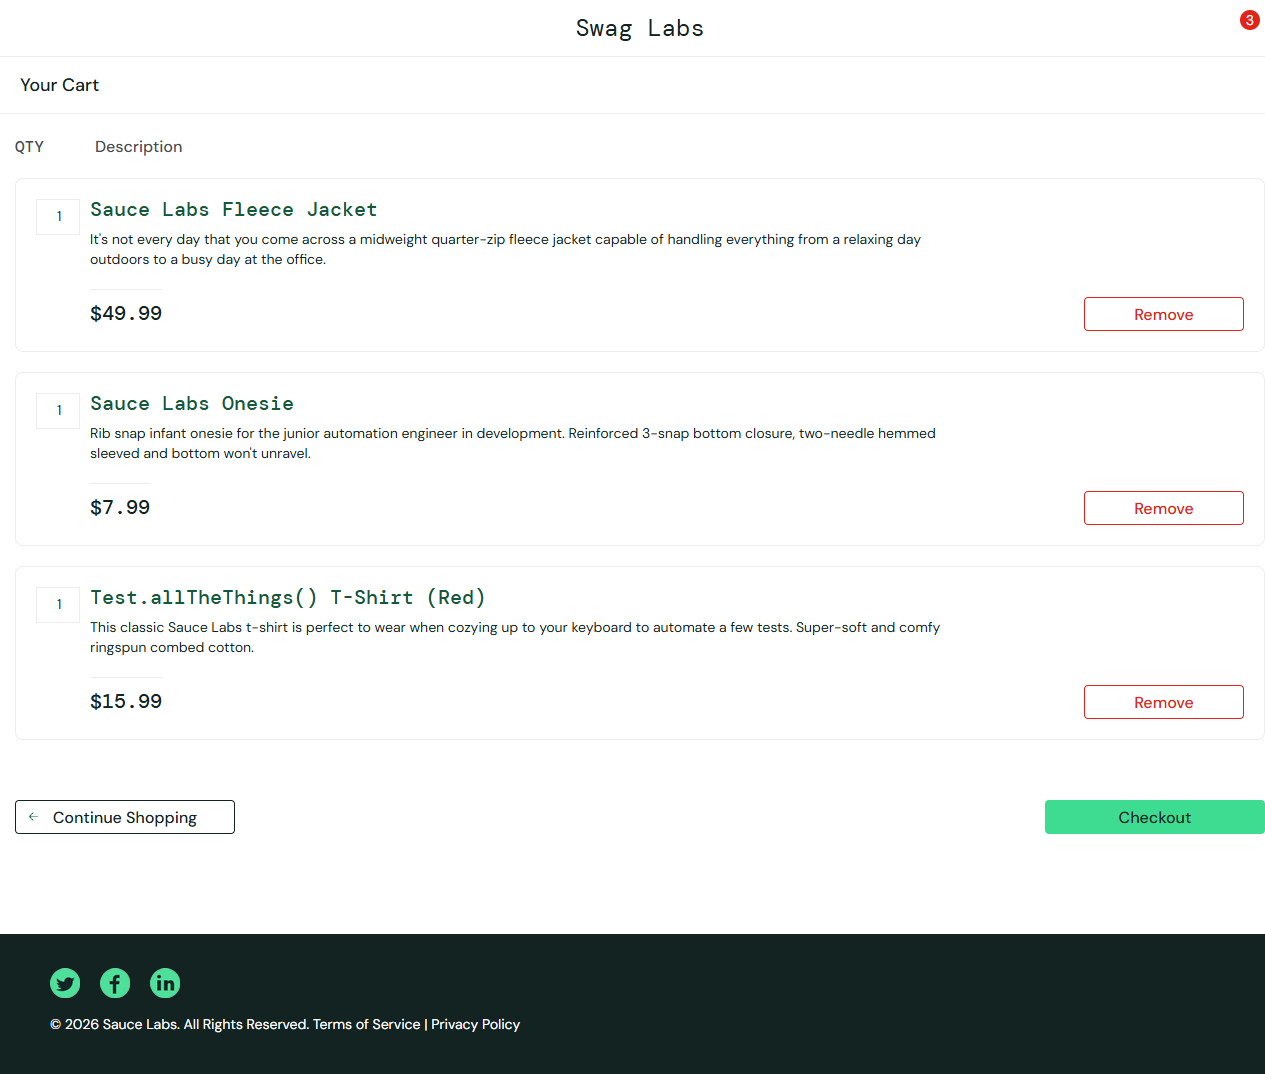 Swag Labs
3
Your Cart
QTY Description
1
Sauce Labs Fleece Jacket
It's not every day that you come across a midweight quarter-zip fleece jacket capable of handling everything from a relaxing day
outdoors to a busy day at the office.
$49.99
Remove
1
Sauce Labs Onesie
Rib snap infant onesie for the junior automation engineer in development. Reinforced 3-snap bottom closure, two-needle hemmed
sleeved and bottom won't unravel.
$7.99
Remove
1
Test.allTheThings() T-Shirt (Red)
This classic Sauce Labs t-shirt is perfect to wear when cozying up to your keyboard to automate a few tests. Super-soft and comfy
ringspun combed cotton.
$15.99
Remove
Continue Shopping
Checkout
© 2026 Sauce Labs. All Rights Reserved. Terms of Service | Privacy Policy